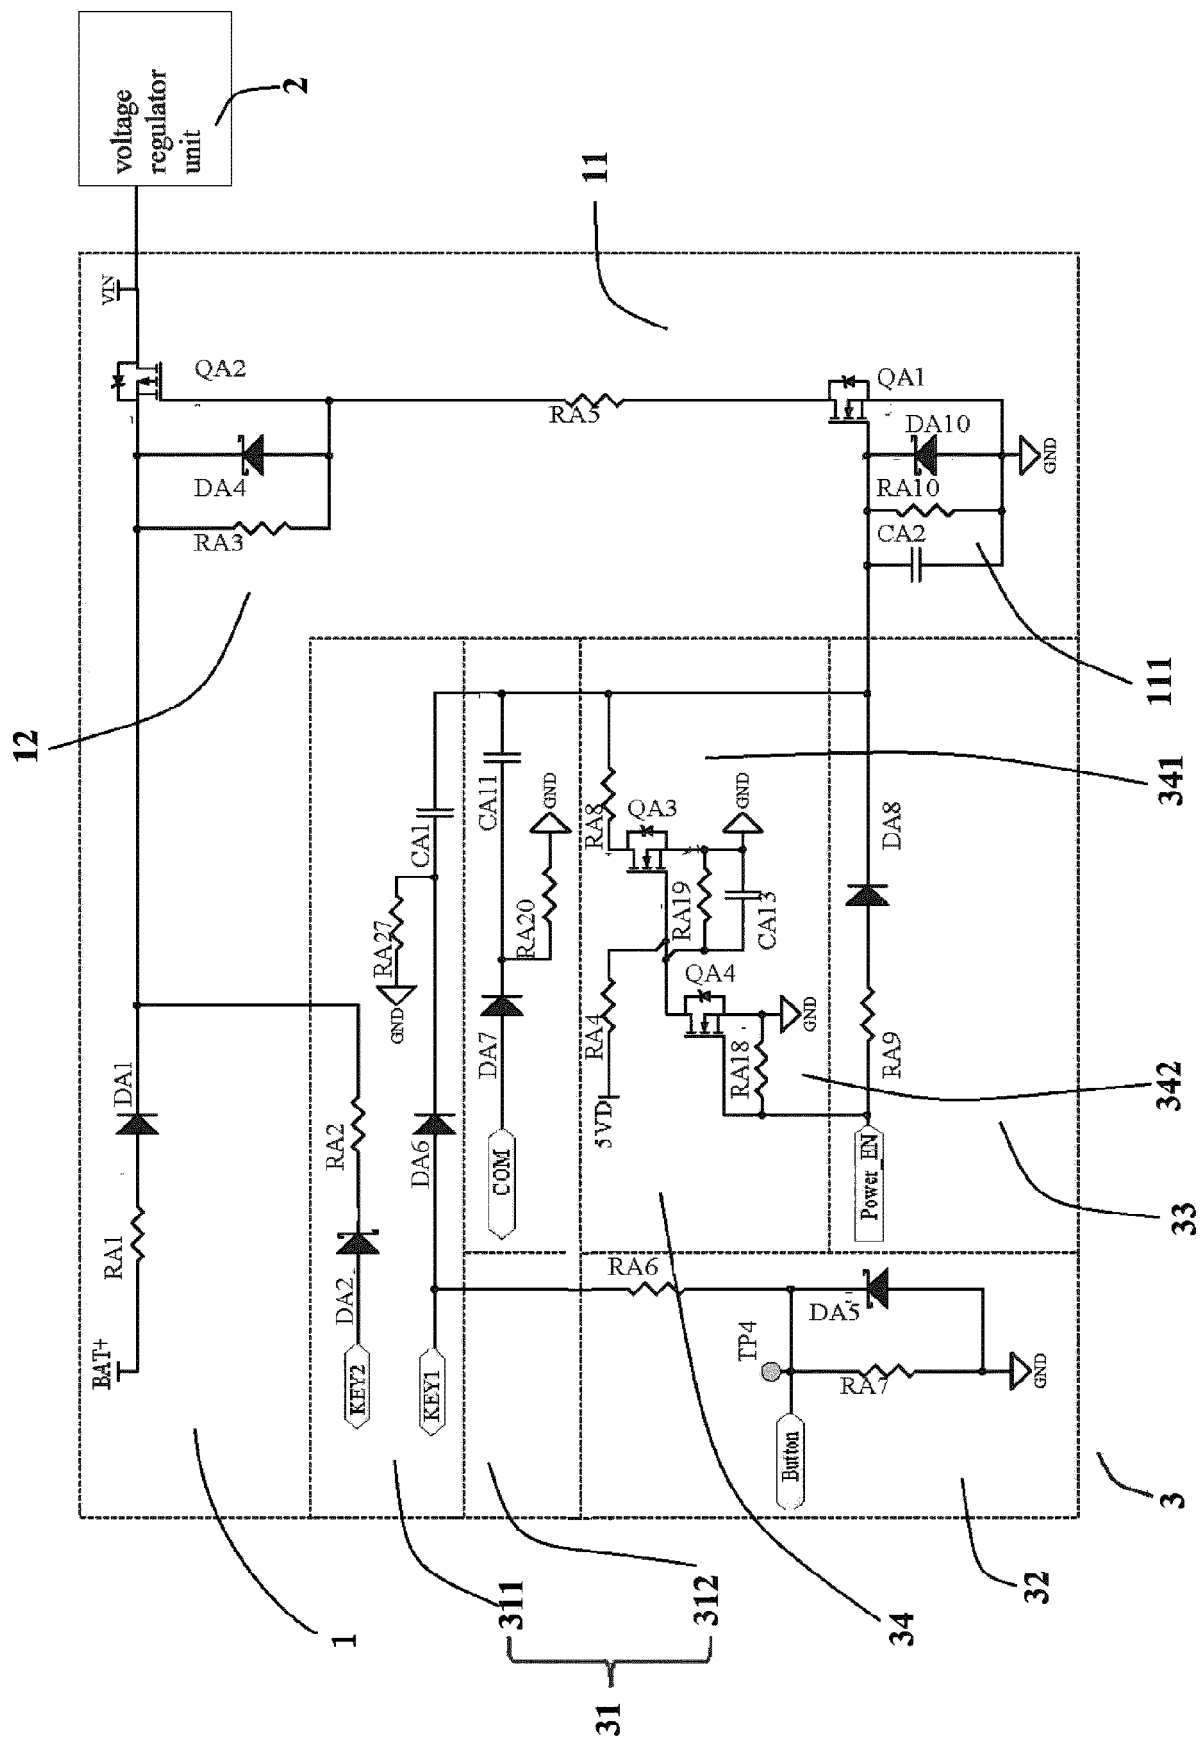 voltage
regulator
unit
2
VIN
QA2
DA4
RA3
12
11
RA5
QA1
DA10
RA10
CA2
GND
111
CA1
RA27
GND
CA11
RA20
GND
DA7
COM
RA8
QA3
GND
RA19
CA13
RA4
5VD
QA4
RA18
GND
341
DA8
RA9
342
Power_EN
33
DA1
RA1
BAT+
RA2
DA2
KEY2
DA6
KEY1
RA6
TP4
DA5
RA7
GND
Button
1
311
312
31
34
32
3